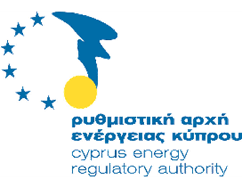 ρυθμιστική αρχή
ενέργειας κύπρου
cyprus energy
regulatory authority